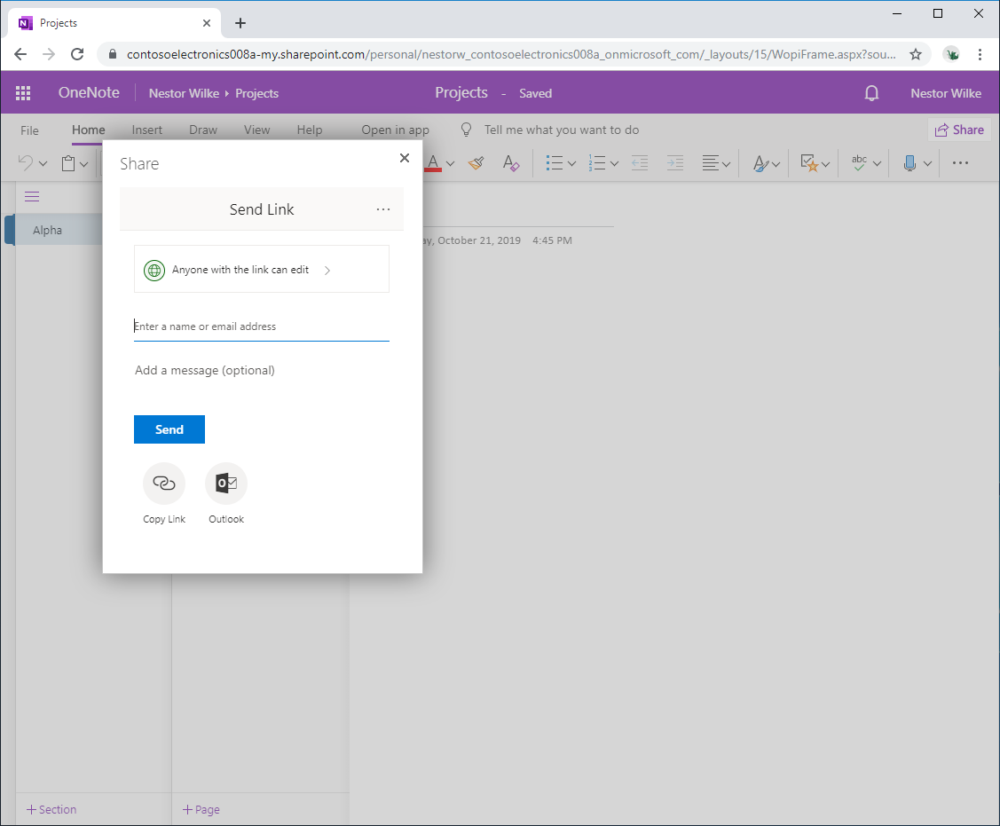 Projects
contosoelectronics008a-my.sharepoint.com/personal/nestorw_contosoelectronics008a_onmicrosoft_com/_layouts/15/WopiFrame.aspx?sou...
OneNote Nestor Wilke Projects Projects - Saved Nestor Wilke
File Home Insert Draw View Help Open in app Tell me what you want to do Share
A A abc
Share
Send Link
Alpha
ay, October 21, 2019 4:45 PM
Anyone with the link can edit
Enter a name or email address
Add a message (optional)
Send
Copy Link Outlook
+ Section + Page